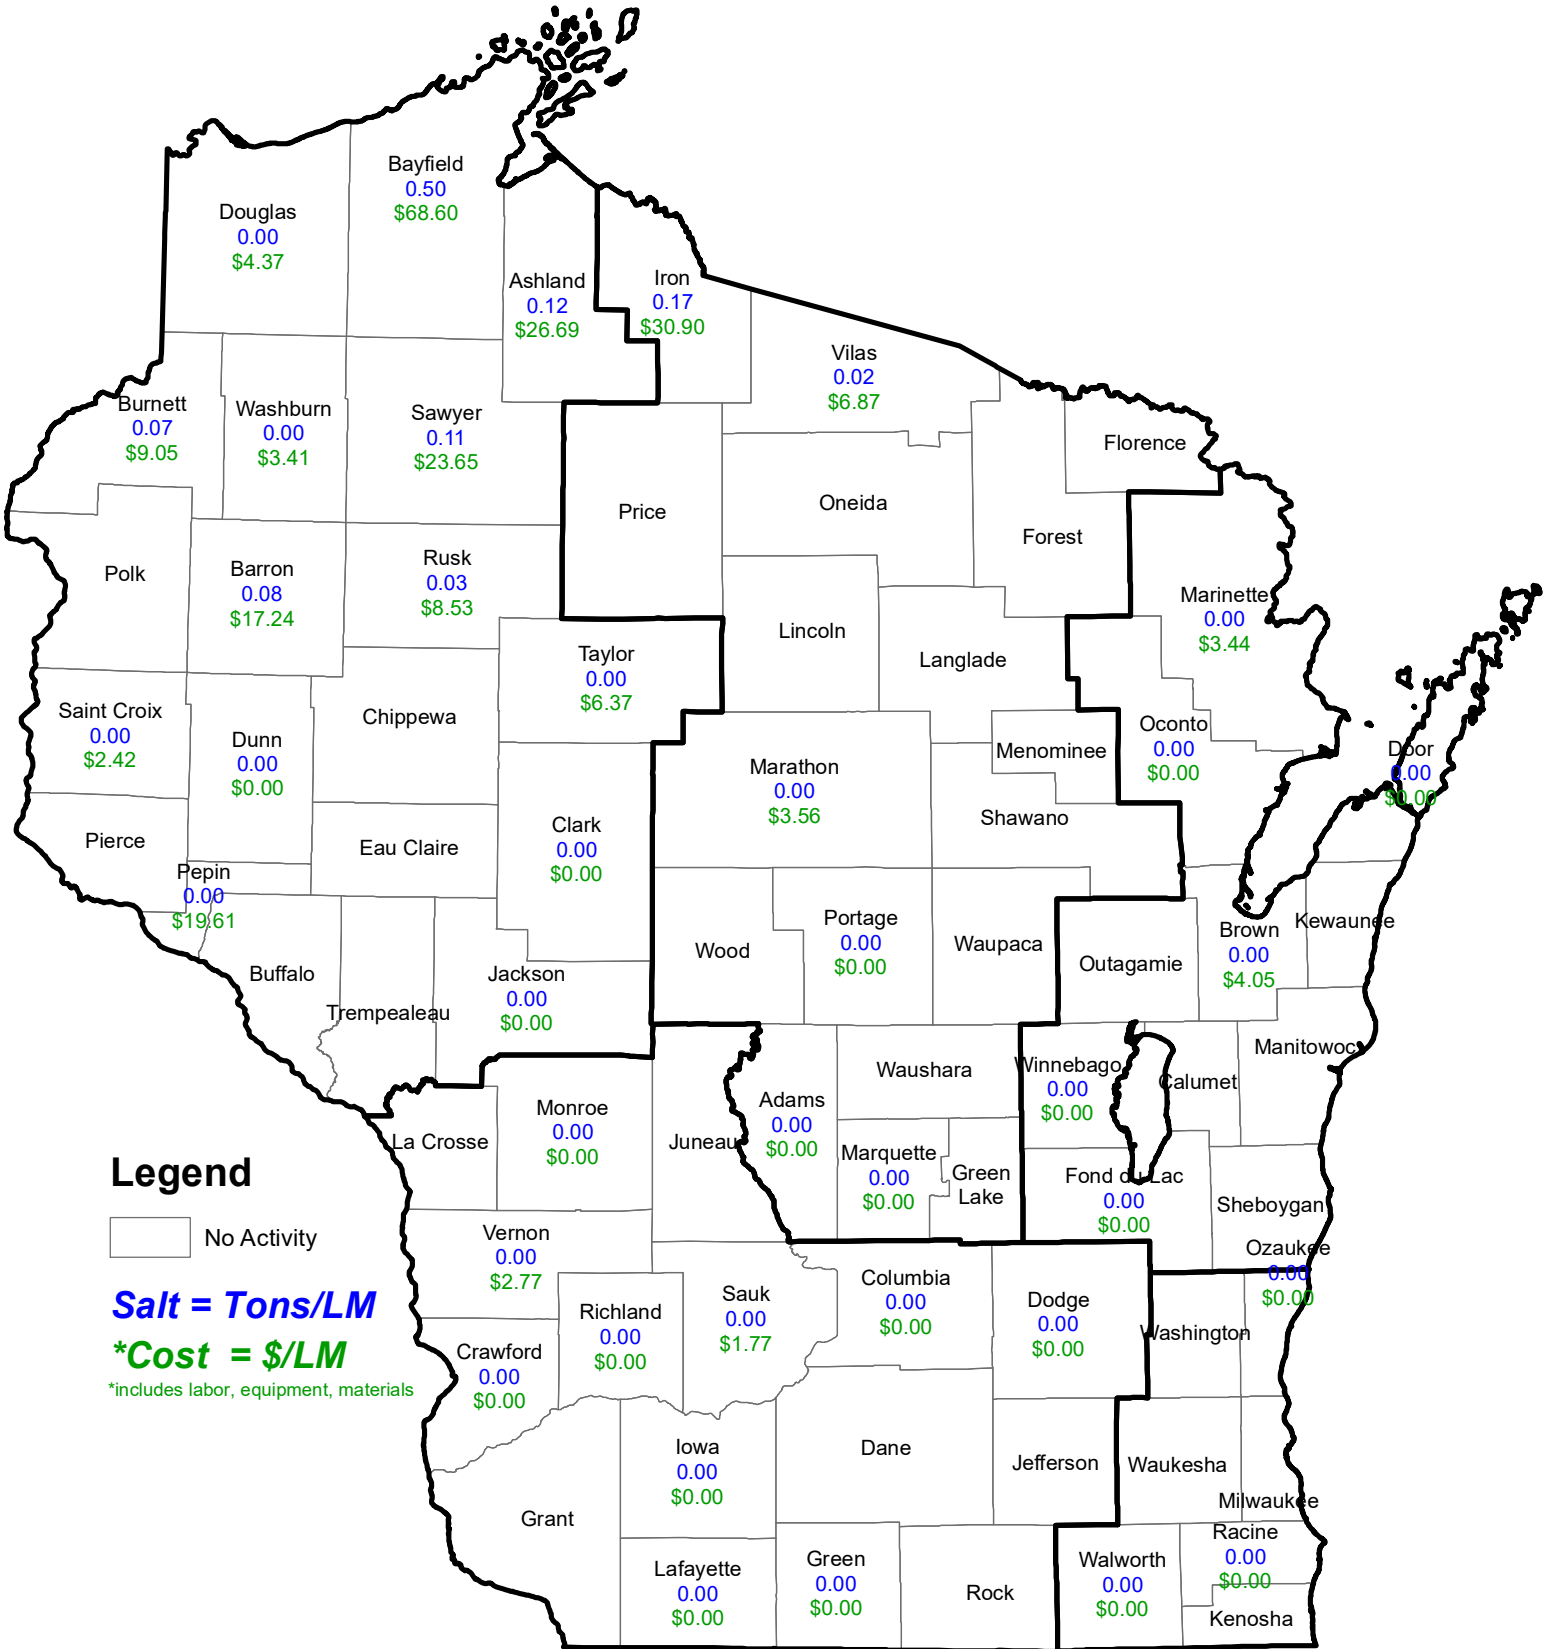 Bayfield
0.50
$68.60
Douglas
0.00
$4.37
Ashland
0.12
$26.69
Iron
0.17
$30.90
Vilas
0.02
$6.87
Burnett
0.07
$9.05
Washburn
0.00
$3.41
Sawyer
0.11
$23.65
Florence
Price
Oneida
Forest
Polk
Barron
0.08
$17.24
Rusk
0.03
$8.53
Marinette
0.00
$3.44
Lincoln
Langlade
Taylor
0.00
$6.37
Saint Croix
0.00
$2.42
Dunn
0.00
$0.00
Chippewa
Oconto
0.00
$0.00
Menominee
Door
0.00
$0.00
Marathon
0.00
$3.56
Shawano
Pierce
Eau Claire
Clark
0.00
$0.00
Pepin
0.00
$19.61
Wood
Portage
0.00
$0.00
Waupaca
Outagamie
Brown
0.00
$4.05
Kewaunee
Buffalo
Trempealeau
Jackson
0.00
$0.00
Waushara
Winnebago
0.00
$0.00
Calumet
Manitowoc
Adams
0.00
$0.00
Monroe
0.00
$0.00
La Crosse
Juneau
Marquette
0.00
$0.00
Green
Lake
Fond du Lac
0.00
$0.00
Sheboygan
Legend
No Activity
Salt = Tons/LM
*Cost = $/LM
*includes labor, equipment, materials
Vernon
0.00
$2.77
Ozaukee
0.00
$0.00
Richland
0.00
$0.00
Sauk
0.00
$1.77
Columbia
0.00
$0.00
Dodge
0.00
$0.00
Washington
Crawford
0.00
$0.00
Iowa
0.00
$0.00
Dane
Jefferson
Waukesha
Milwaukee
Grant
Lafayette
0.00
$0.00
Green
0.00
$0.00
Rock
Walworth
0.00
$0.00
Racine
0.00
$0.00
Kenosha